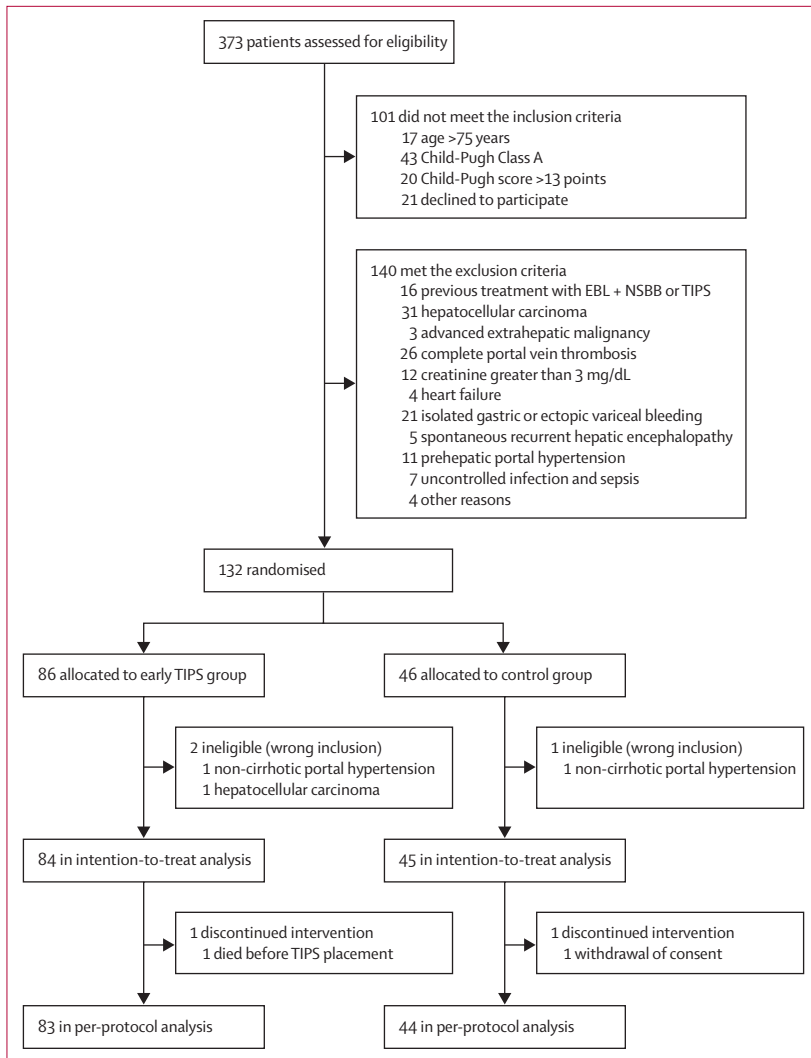 373 patients assessed for eligibility
101 did not meet the inclusion criteria
17 age >75 years
43 Child-Pugh Class A
20 Child-Pugh score >13 points
21 declined to participate
140 met the exclusion criteria
16 previous treatment with EBL + NSBB or TIPS
31 hepatocellular carcinoma
3 advanced extrahepatic malignancy
26 complete portal vein thrombosis
12 creatinine greater than 3 mg/dL
4 heart failure
21 isolated gastric or ectopic variceal bleeding
5 spontaneous recurrent hepatic encephalopathy
11 prehepatic portal hypertension
7 uncontrolled infection and sepsis
4 other reasons
132 randomised
86 allocated to early TIPS group
46 allocated to control group
2 ineligible (wrong inclusion)
1 non-cirrhotic portal hypertension
1 hepatocellular carcinoma
1 ineligible (wrong inclusion)
1 non-cirrhotic portal hypertension
84 in intention-to-treat analysis
45 in intention-to-treat analysis
1 discontinued intervention
1 died before TIPS placement
1 discontinued intervention
1 withdrawal of consent
83 in per-protocol analysis
44 in per-protocol analysis